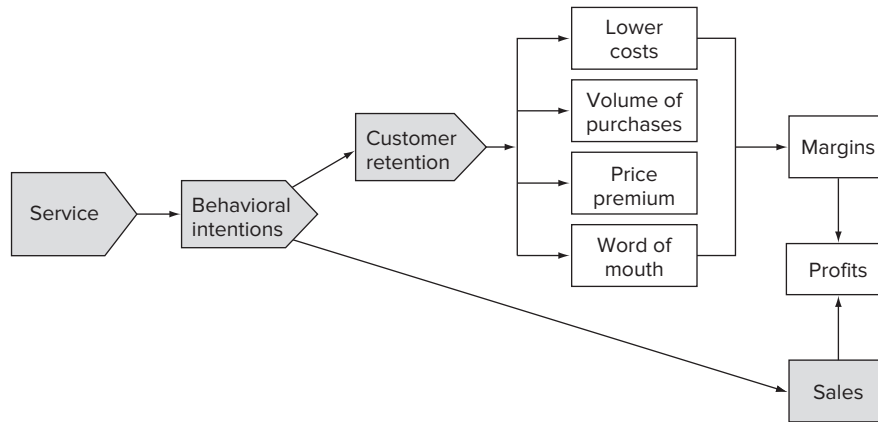 Service
Behavioral
intentions
Customer
retention
Lower
costs
Volume of
purchases
Price
premium
Word of
mouth
Margins
Profits
Sales